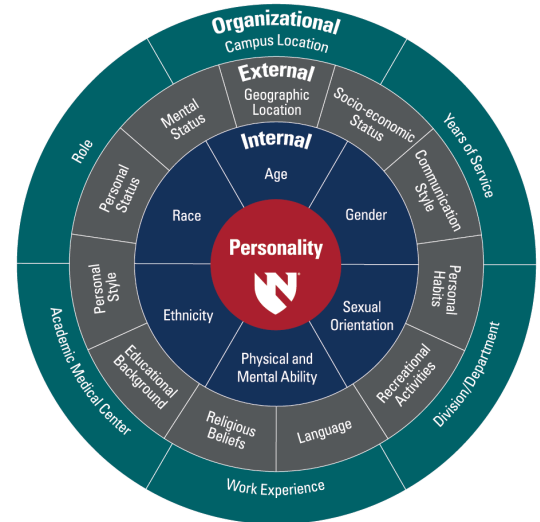 Organizational
Campus Location
Years of Service
Division/Department
Work Experience
Academic Medical Center
Role
External
Geographic
Location
Socio-economic
Status
Communication
Style
Personal
Habits
Recreational
Activities
Language
Religious
Beliefs
Educational
Background
Personal
Style
Personal
Status
Mental
Status
Internal
Age
Gender
Sexual
Orientation
Physical and
Mental Ability
Ethnicity
Race
Personality
N